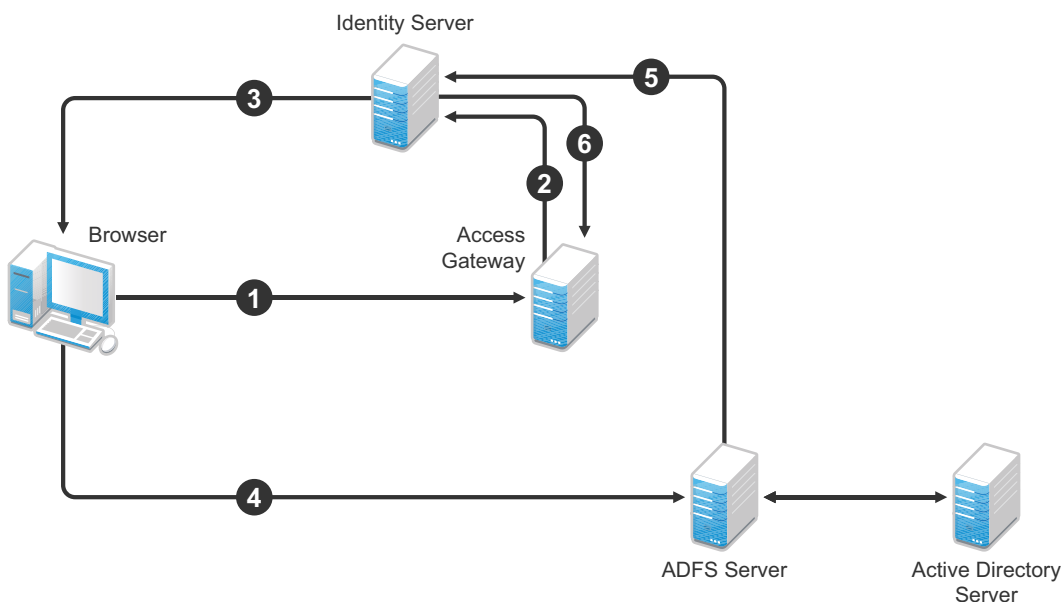 Identity Server
5
3
6
2
Browser
Access
Gateway
1
4
ADFS Server
Active Directory
Server